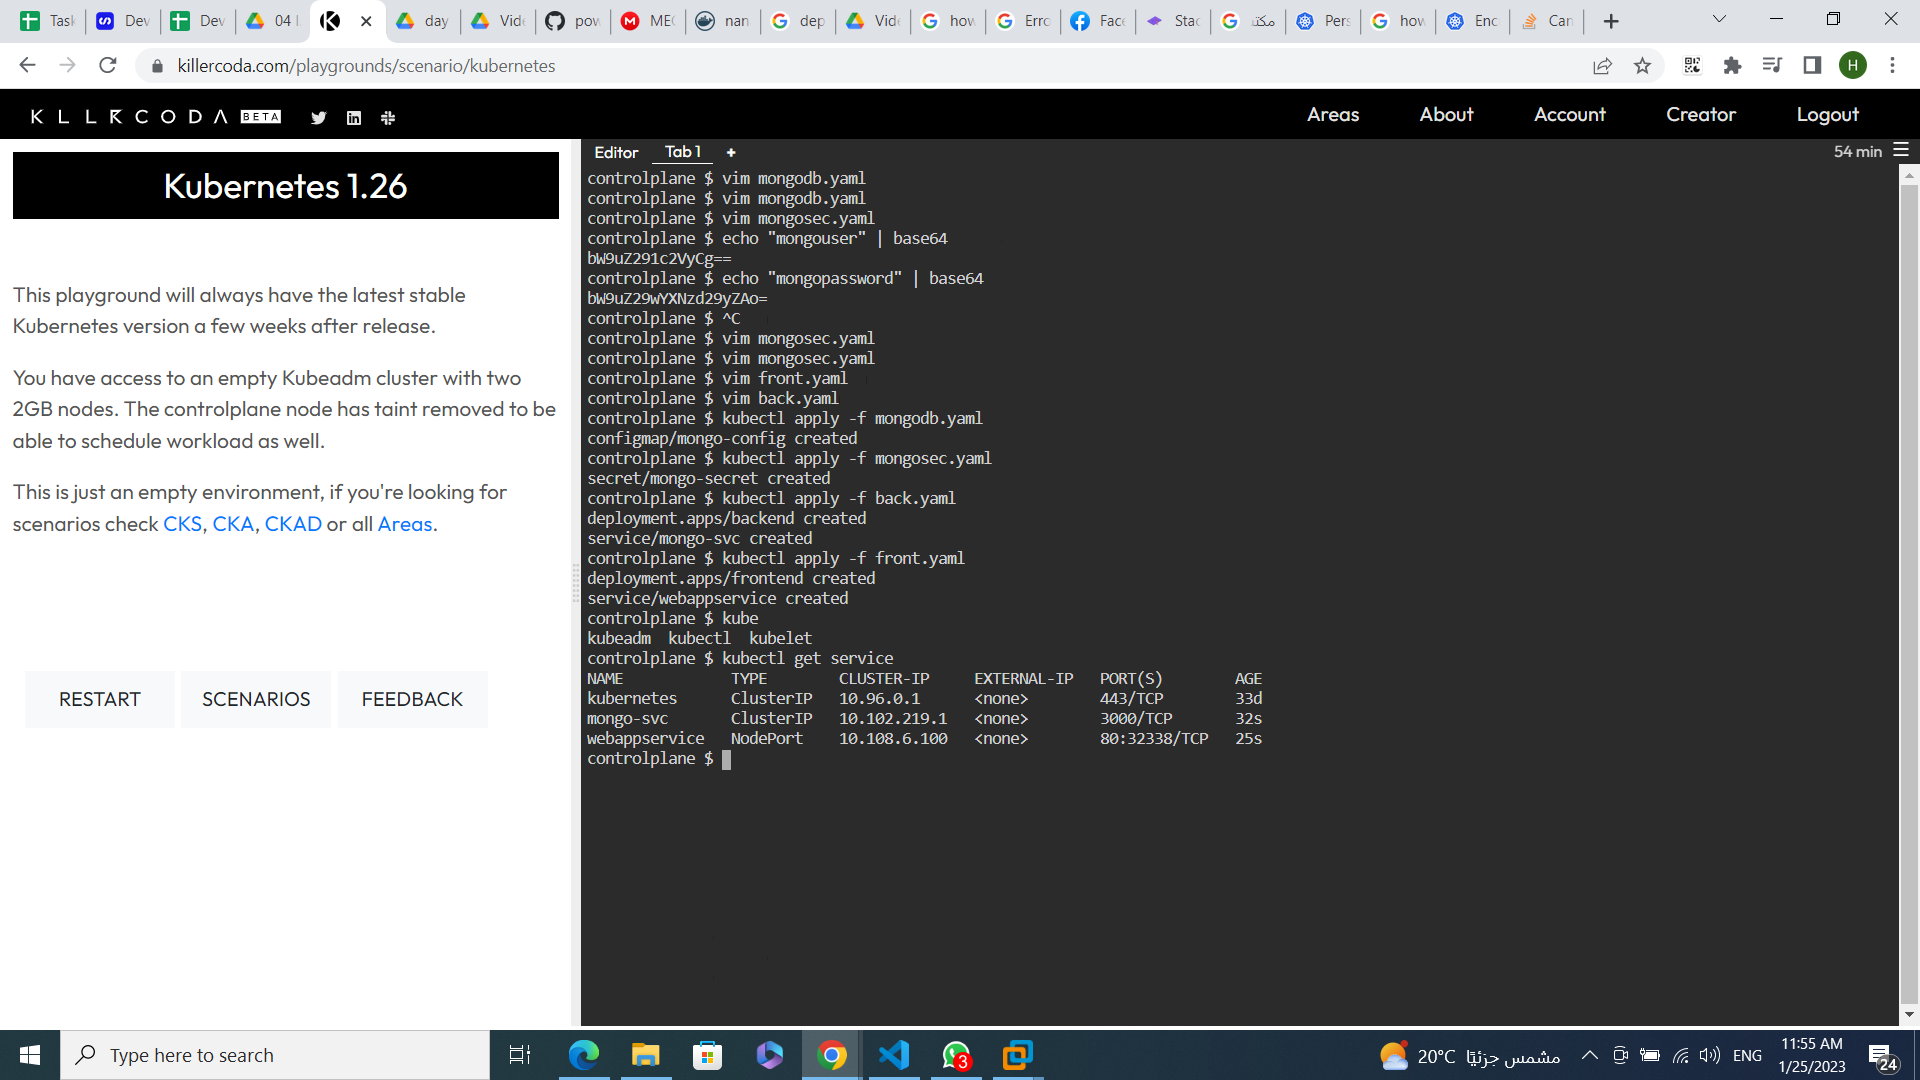 Task
Dev
Dev
04 I
day
Vide
pow
MEG
nan
dep
Vide
how
Erro
Face
Stac
مكتب
Pers
how
Enc
Can
killercoda.com/playgrounds/scenario/kubernetes
H
KLLRCODA BETA
Areas About Account Creator Logout
Kubernetes 1.26
This playground will always have the latest stable
Kubernetes version a few weeks after release.
You have access to an empty Kubeadm cluster with two
2GB nodes. The controlplane node has taint removed to be
able to schedule workload as well.
This is just an empty environment, if you're looking for
scenarios check CKS, CKA, CKAD or all Areas.
RESTART SCENARIOS FEEDBACK
Editor Tab 1 + 54 min
controlplane $ vim mongodb.yaml
controlplane $ vim mongodb.yaml
controlplane $ vim mongosec.yaml
controlplane $ echo "mongouser" | base64
bW9uZ291c2VyCg==
controlplane $ echo "mongopassword" | base64
bW9uZ29wYXNzd29yZAo=
controlplane $ ^C
controlplane $ vim mongosec.yaml
controlplane $ vim mongosec.yaml
controlplane $ vim front.yaml
controlplane $ vim back.yaml
controlplane $ kubectl apply -f mongodb.yaml
configmap/mongo-config created
controlplane $ kubectl apply -f mongosec.yaml
secret/mongo-secret created
controlplane $ kubectl apply -f back.yaml
deployment.apps/backend created
service/mongo-svc created
controlplane $ kubectl apply -f front.yaml
deployment.apps/frontend created
service/webappservice created
controlplane $ kube
kubeadm kubectl kubelet
controlplane $ kubectl get service
NAME TYPE CLUSTER-IP EXTERNAL-IP PORT(S) AGE
kubernetes ClusterIP 10.96.0.1 <none> 443/TCP 33d
mongo-svc ClusterIP 10.102.219.1 <none> 3000/TCP 32s
webappservice NodePort 10.108.6.100 <none> 80:32338/TCP 25s
controlplane $
Type here to search
3
20°C مشمس جزئيًا
ENG
11:55 AM
1/25/2023
24